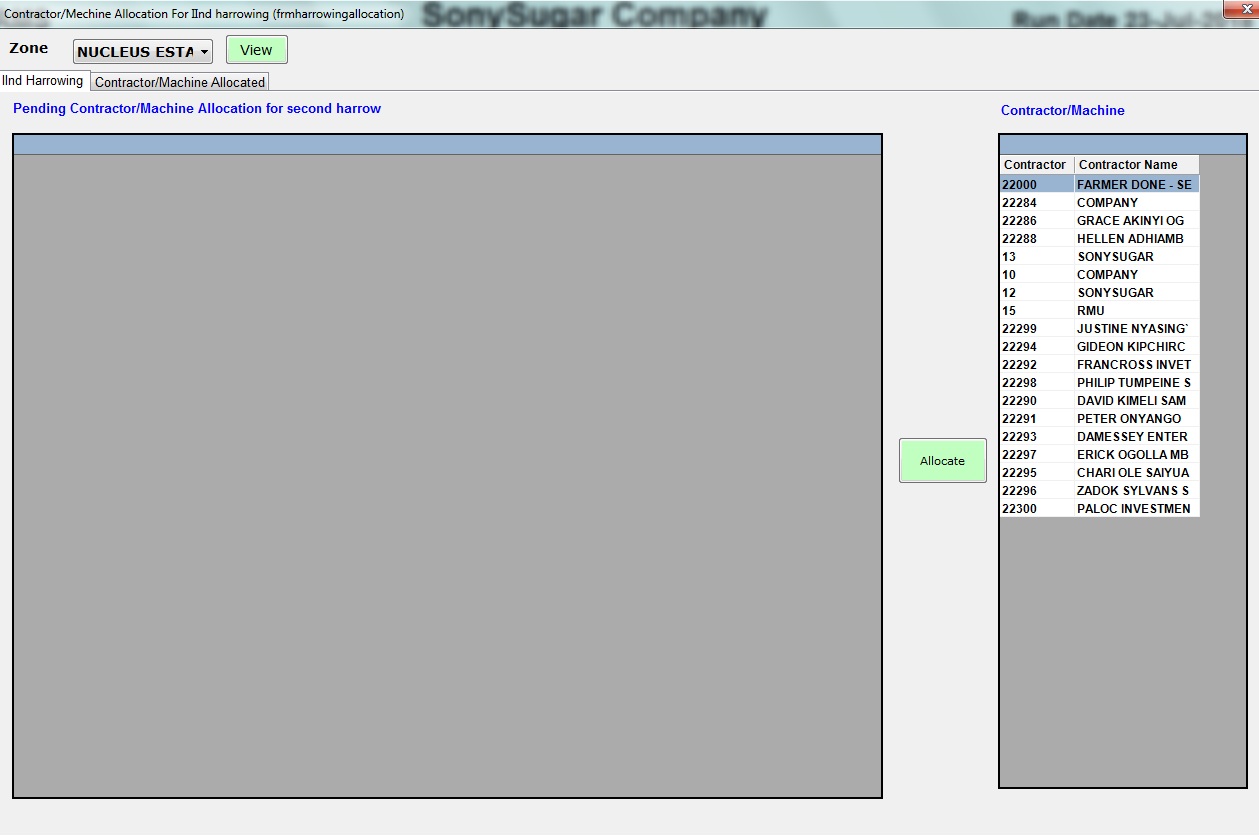 Contractor/Mechine Allocation For IInd harrowing (frmharrowingallocation)
SonySugar Company
Run Date 23-Jul-201
Zone
NUCLEUS ESTA
View
IInd Harrowing
Contractor/Machine Allocated
Pending Contractor/Machine Allocation for second harrow
Contractor/Machine
Contractor Contractor Name
22000 FARMER DONE - SE
22284 COMPANY
22286 GRACE AKINYI OG
22288 HELLEN ADHIAMB
13 SONYSUGAR
10 COMPANY
12 SONYSUGAR
15 RMU
22299 JUSTINE NYASING`
22294 GIDEON KIPCHIRC
22292 FRANCROSS INVET
22298 PHILIP TUMPEINE S
22290 DAVID KIMELI SAM
22291 PETER ONYANGO
22293 DAMESSEY ENTER
22297 ERICK OGOLLA MB
22295 CHARI OLE SAIYUA
22296 ZADOK SYLVANS S
22300 PALOC INVESTMEN
Allocate